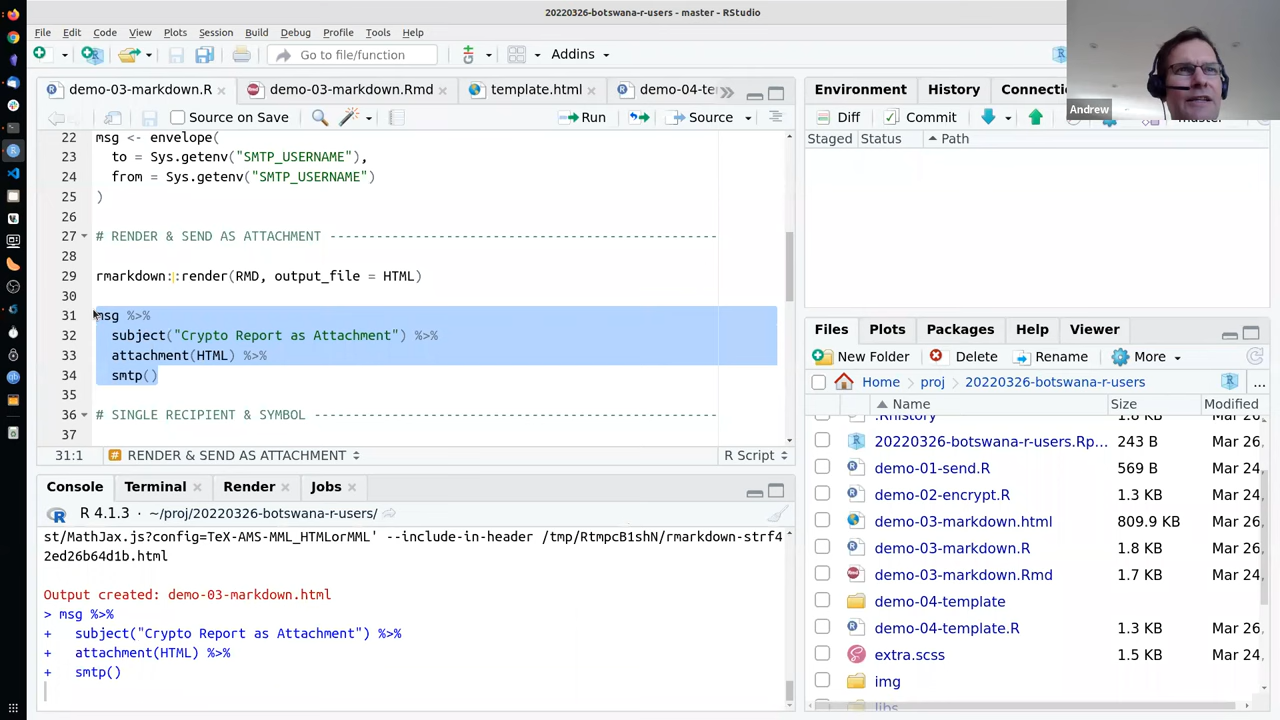 20220326-botswana-r-users - master - RStudio
File Edit Code View Plots Session Build Debug Profile Tools Help
Go to file/function
Addins
Andrew
demo-03-markdown.R
demo-03-markdown.Rmd
template.html
demo-04-te
Source on Save
Run
Source
22 msg <- envelope(
23 to = Sys.getenv("SMTP_USERNAME"),
24 from = Sys.getenv("SMTP_USERNAME")
25 )
26
27 # RENDER & SEND AS ATTACHMENT --------------------------------------------------
28
29 rmarkdown::render(RMD, output_file = HTML)
30
31 msg %>%
32 subject("Crypto Report as Attachment") %>%
33 attachment(HTML) %>%
34 smtp()
35
36 # SINGLE RECIPIENT & SYMBOL ----------------------------------------------------
37
31:1 RENDER & SEND AS ATTACHMENT R Script
Console Terminal Render Jobs
R 4.1.3 · ~/proj/20220326-botswana-r-users/
st/MathJax.js?config=TeX-AMS-MML_HTMLorMML' --include-in-header /tmp/RtmpcB1shN/rmarkdown-strf4
2ed26b64d1b.html
Output created: demo-03-markdown.html
> msg %>%
+ subject("Crypto Report as Attachment") %>%
+ attachment(HTML) %>%
+ smtp()
Environment History Connectio
Diff Commit
Staged Status Path
Files Plots Packages Help Viewer
New Folder Delete Rename More
Home proj 20220326-botswana-r-users ...
Name Size Modified
.Rhistory 1.8 KB Mar 26,
20220326-botswana-r-users.Rp... 243 B Mar 26,
demo-01-send.R 569 B Mar 24,
demo-02-encrypt.R 1.3 KB Mar 24,
demo-03-markdown.html 809.9 KB Mar 26,
demo-03-markdown.R 1.8 KB Mar 26,
demo-03-markdown.Rmd 1.7 KB Mar 24,
demo-04-template
demo-04-template.R 1.3 KB Mar 26,
extra.scss 1.5 KB Mar 24,
img
libs